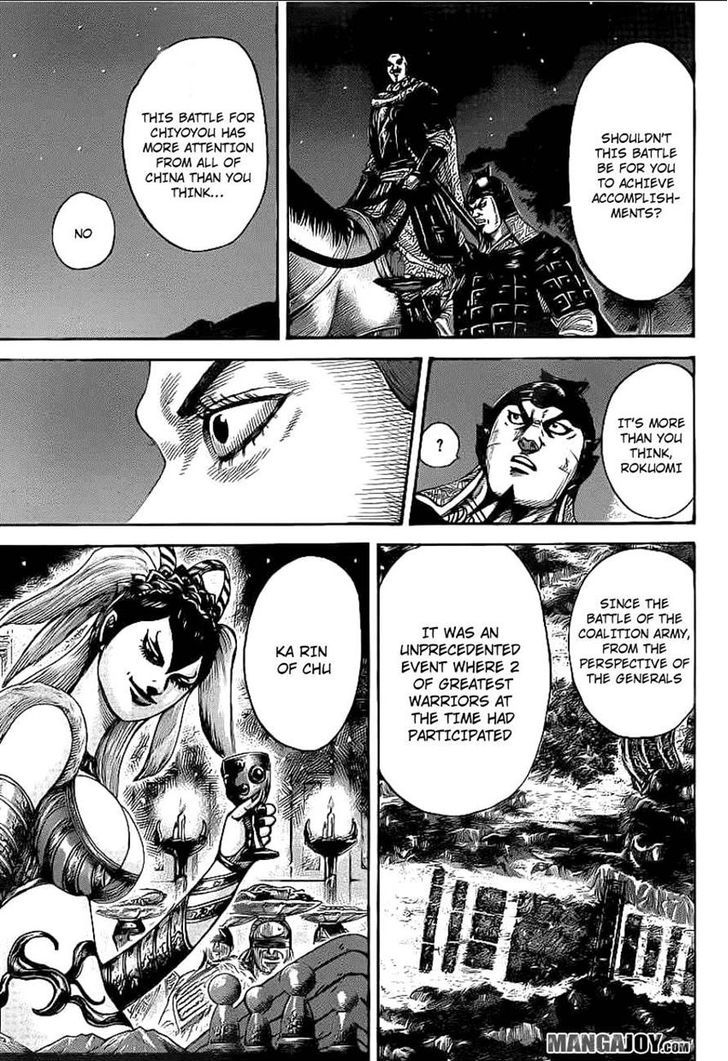 SHOULDN'T
THIS BATTLE
BE FOR YOU
TO ACHIEVE
ACCOMPLISH-
MENTS?
THIS BATTLE FOR
CHIYOYOU HAS
MORE ATTENTION
FROM ALL OF
CHINA THAN YOU
THINK...
NO
IT'S MORE
THAN YOU
THINK,
ROKUOMI
?
SINCE THE
BATTLE OF THE
COALITION ARMY,
FROM THE
PERSPECTIVE OF
THE GENERALS
IT WAS AN
UNPRECEDENTED
EVENT WHERE 2
OF GREATEST
WARRIORS AT
THE TIME HAD
PARTICIPATED
KA RIN
OF CHU
MANGAJOY.COM